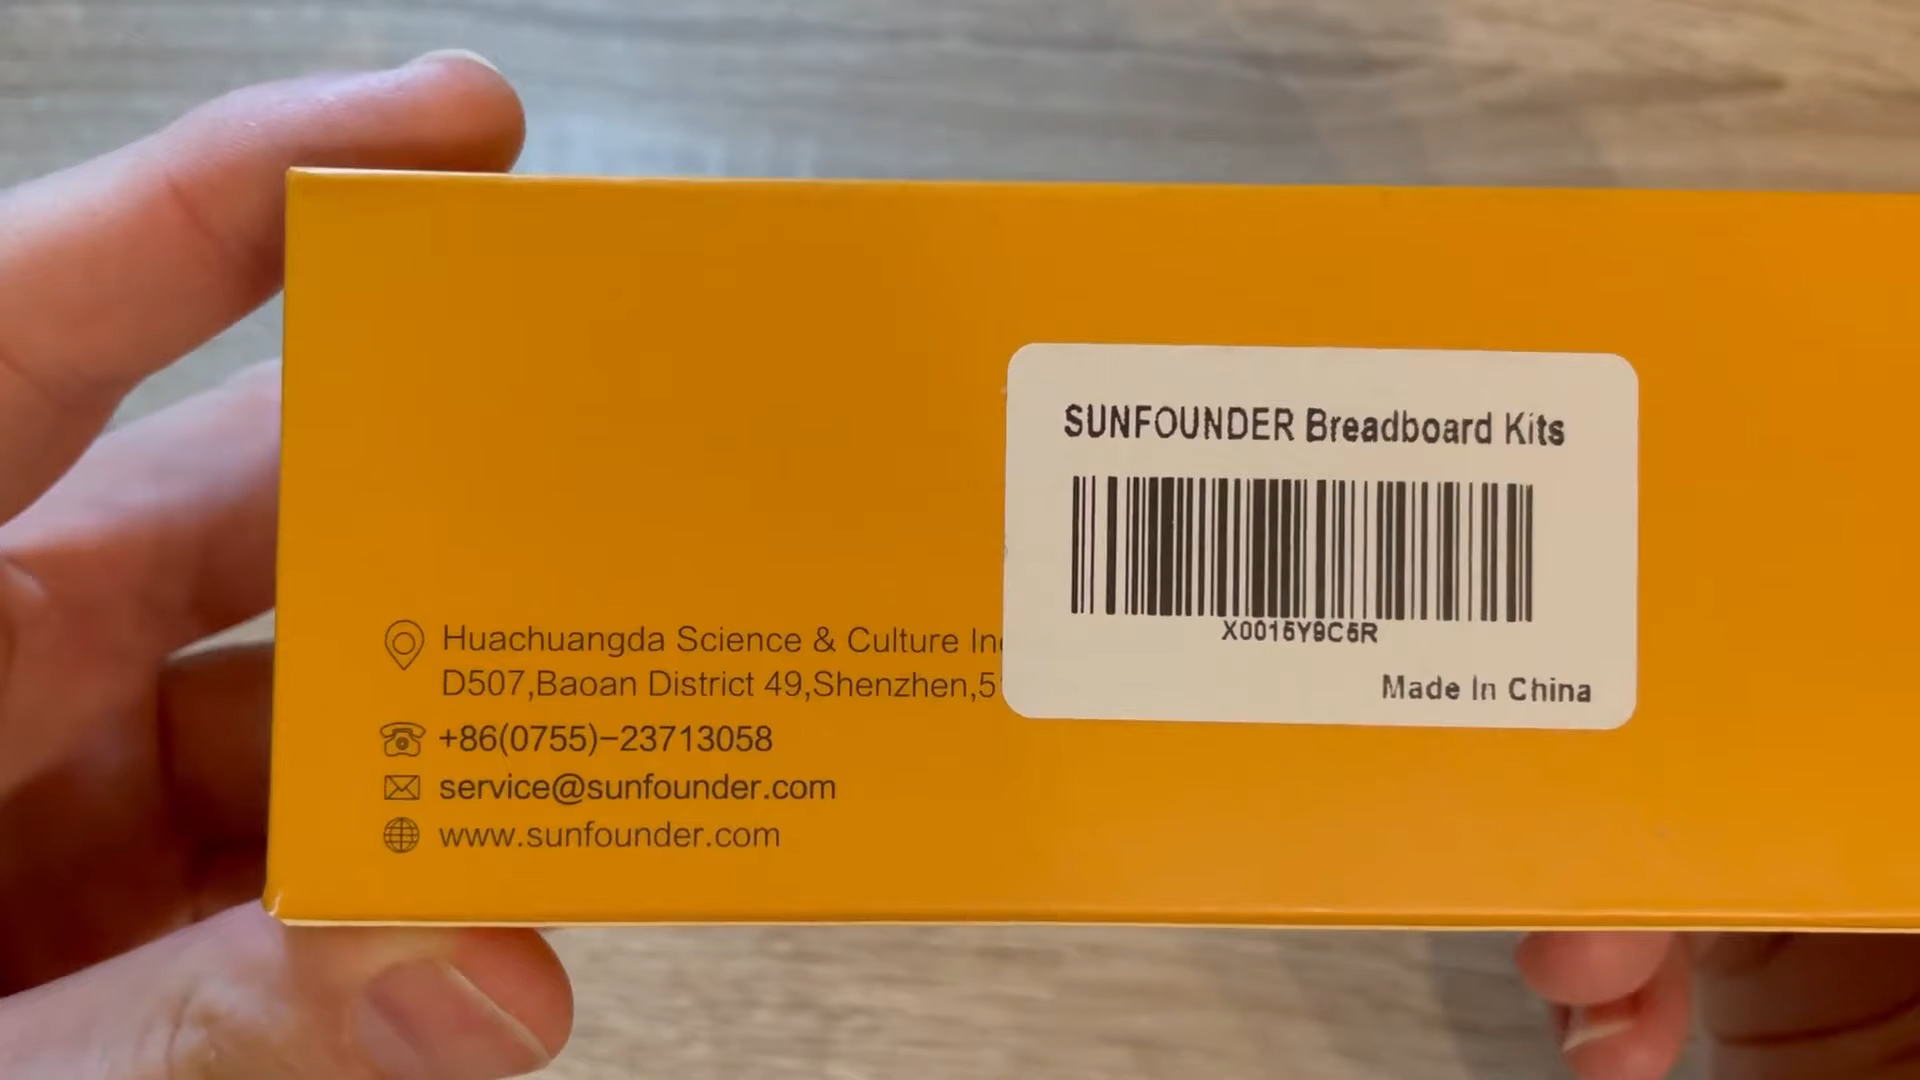 SUNFOUNDER Breadboard Kits
X0015Y9C5R
Made In China
Huachuangda Science & Culture Inc
D507,Baoan District 49,Shenzhen,5
+86(0755)-23713058
service@sunfounder.com
www.sunfounder.com